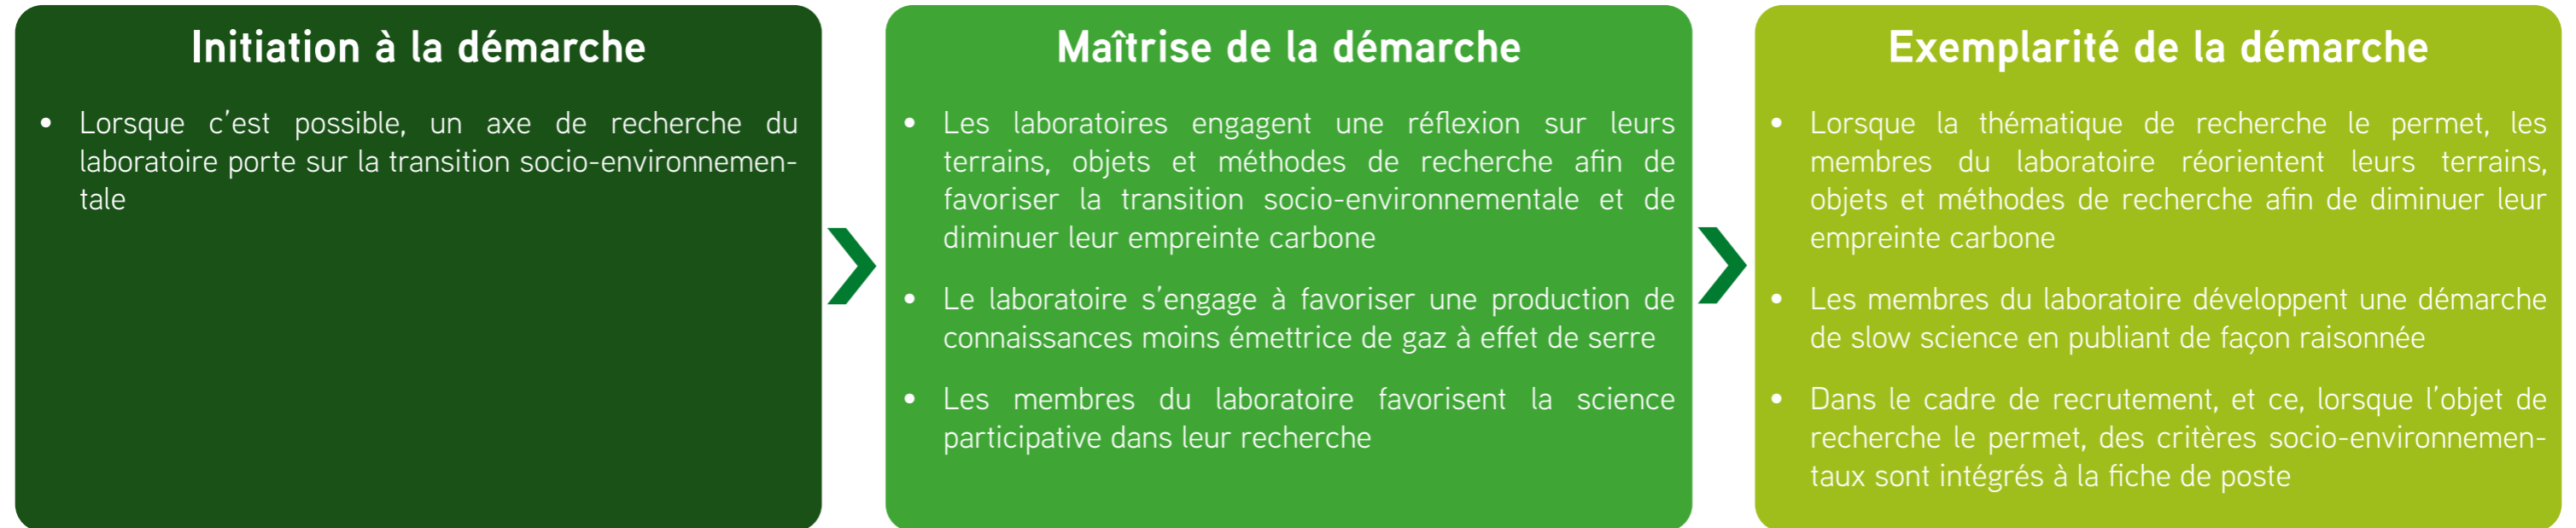 Initiation à la démarche
• Lorsque c’est possible, un axe de recherche du
laboratoire porte sur la transition socio-environnemen-
tale
Maîtrise de la démarche
• Les laboratoires engagent une réflexion sur leurs
terrains, objets et méthodes de recherche afin de
favoriser la transition socio-environnementale et de
diminuer leur empreinte carbone
• Le laboratoire s’engage à favoriser une production de
connaissances moins émettrice de gaz à effet de serre
• Les membres du laboratoire favorisent la science
participative dans leur recherche
Exemplarité de la démarche
• Lorsque la thématique de recherche le permet, les
membres du laboratoire réorientent leurs terrains,
objets et méthodes de recherche afin de diminuer leur
empreinte carbone
• Les membres du laboratoire développent une démarche
de slow science en publiant de façon raisonnée
• Dans le cadre de recrutement, et ce, lorsque l’objet de
recherche le permet, des critères socio-environnemen-
taux sont intégrés à la fiche de poste